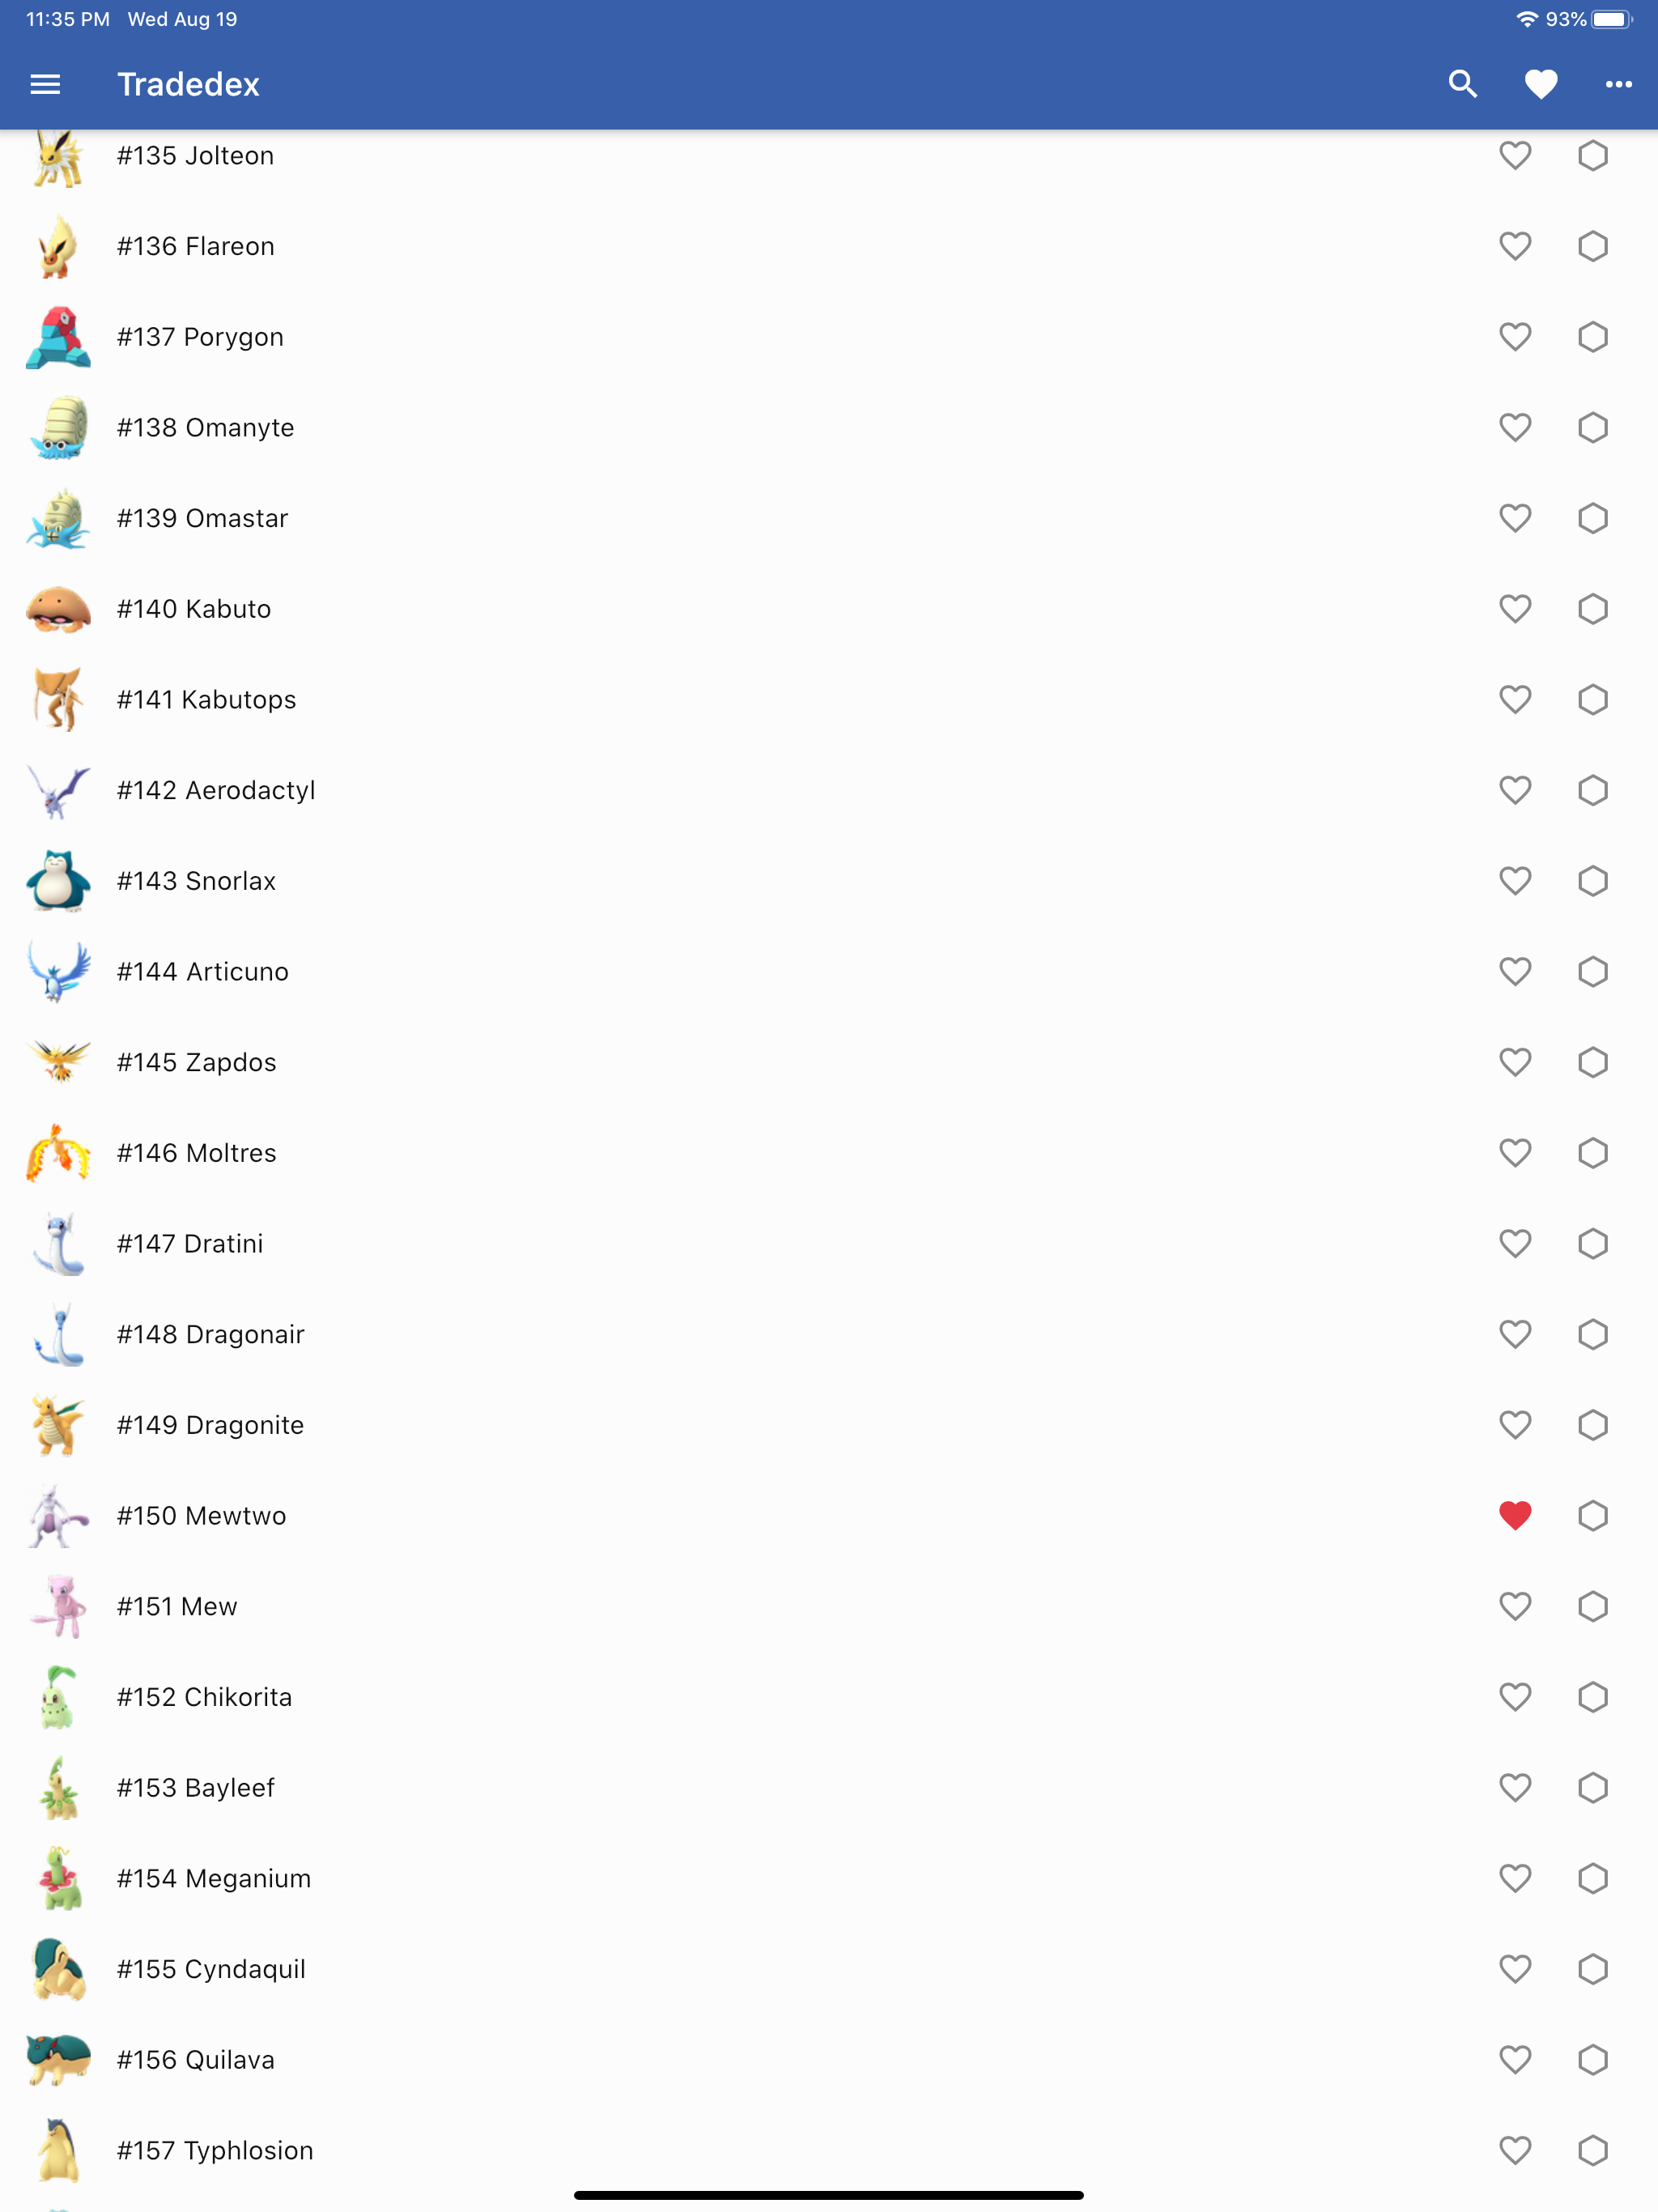 11:35 PM Wed Aug 19 93%
Tradedex
#135 Jolteon
#136 Flareon
#137 Porygon
#138 Omanyte
#139 Omastar
#140 Kabuto
#141 Kabutops
#142 Aerodactyl
#143 Snorlax
#144 Articuno
#145 Zapdos
#146 Moltres
#147 Dratini
#148 Dragonair
#149 Dragonite
#150 Mewtwo
#151 Mew
#152 Chikorita
#153 Bayleef
#154 Meganium
#155 Cyndaquil
#156 Quilava
#157 Typhlosion